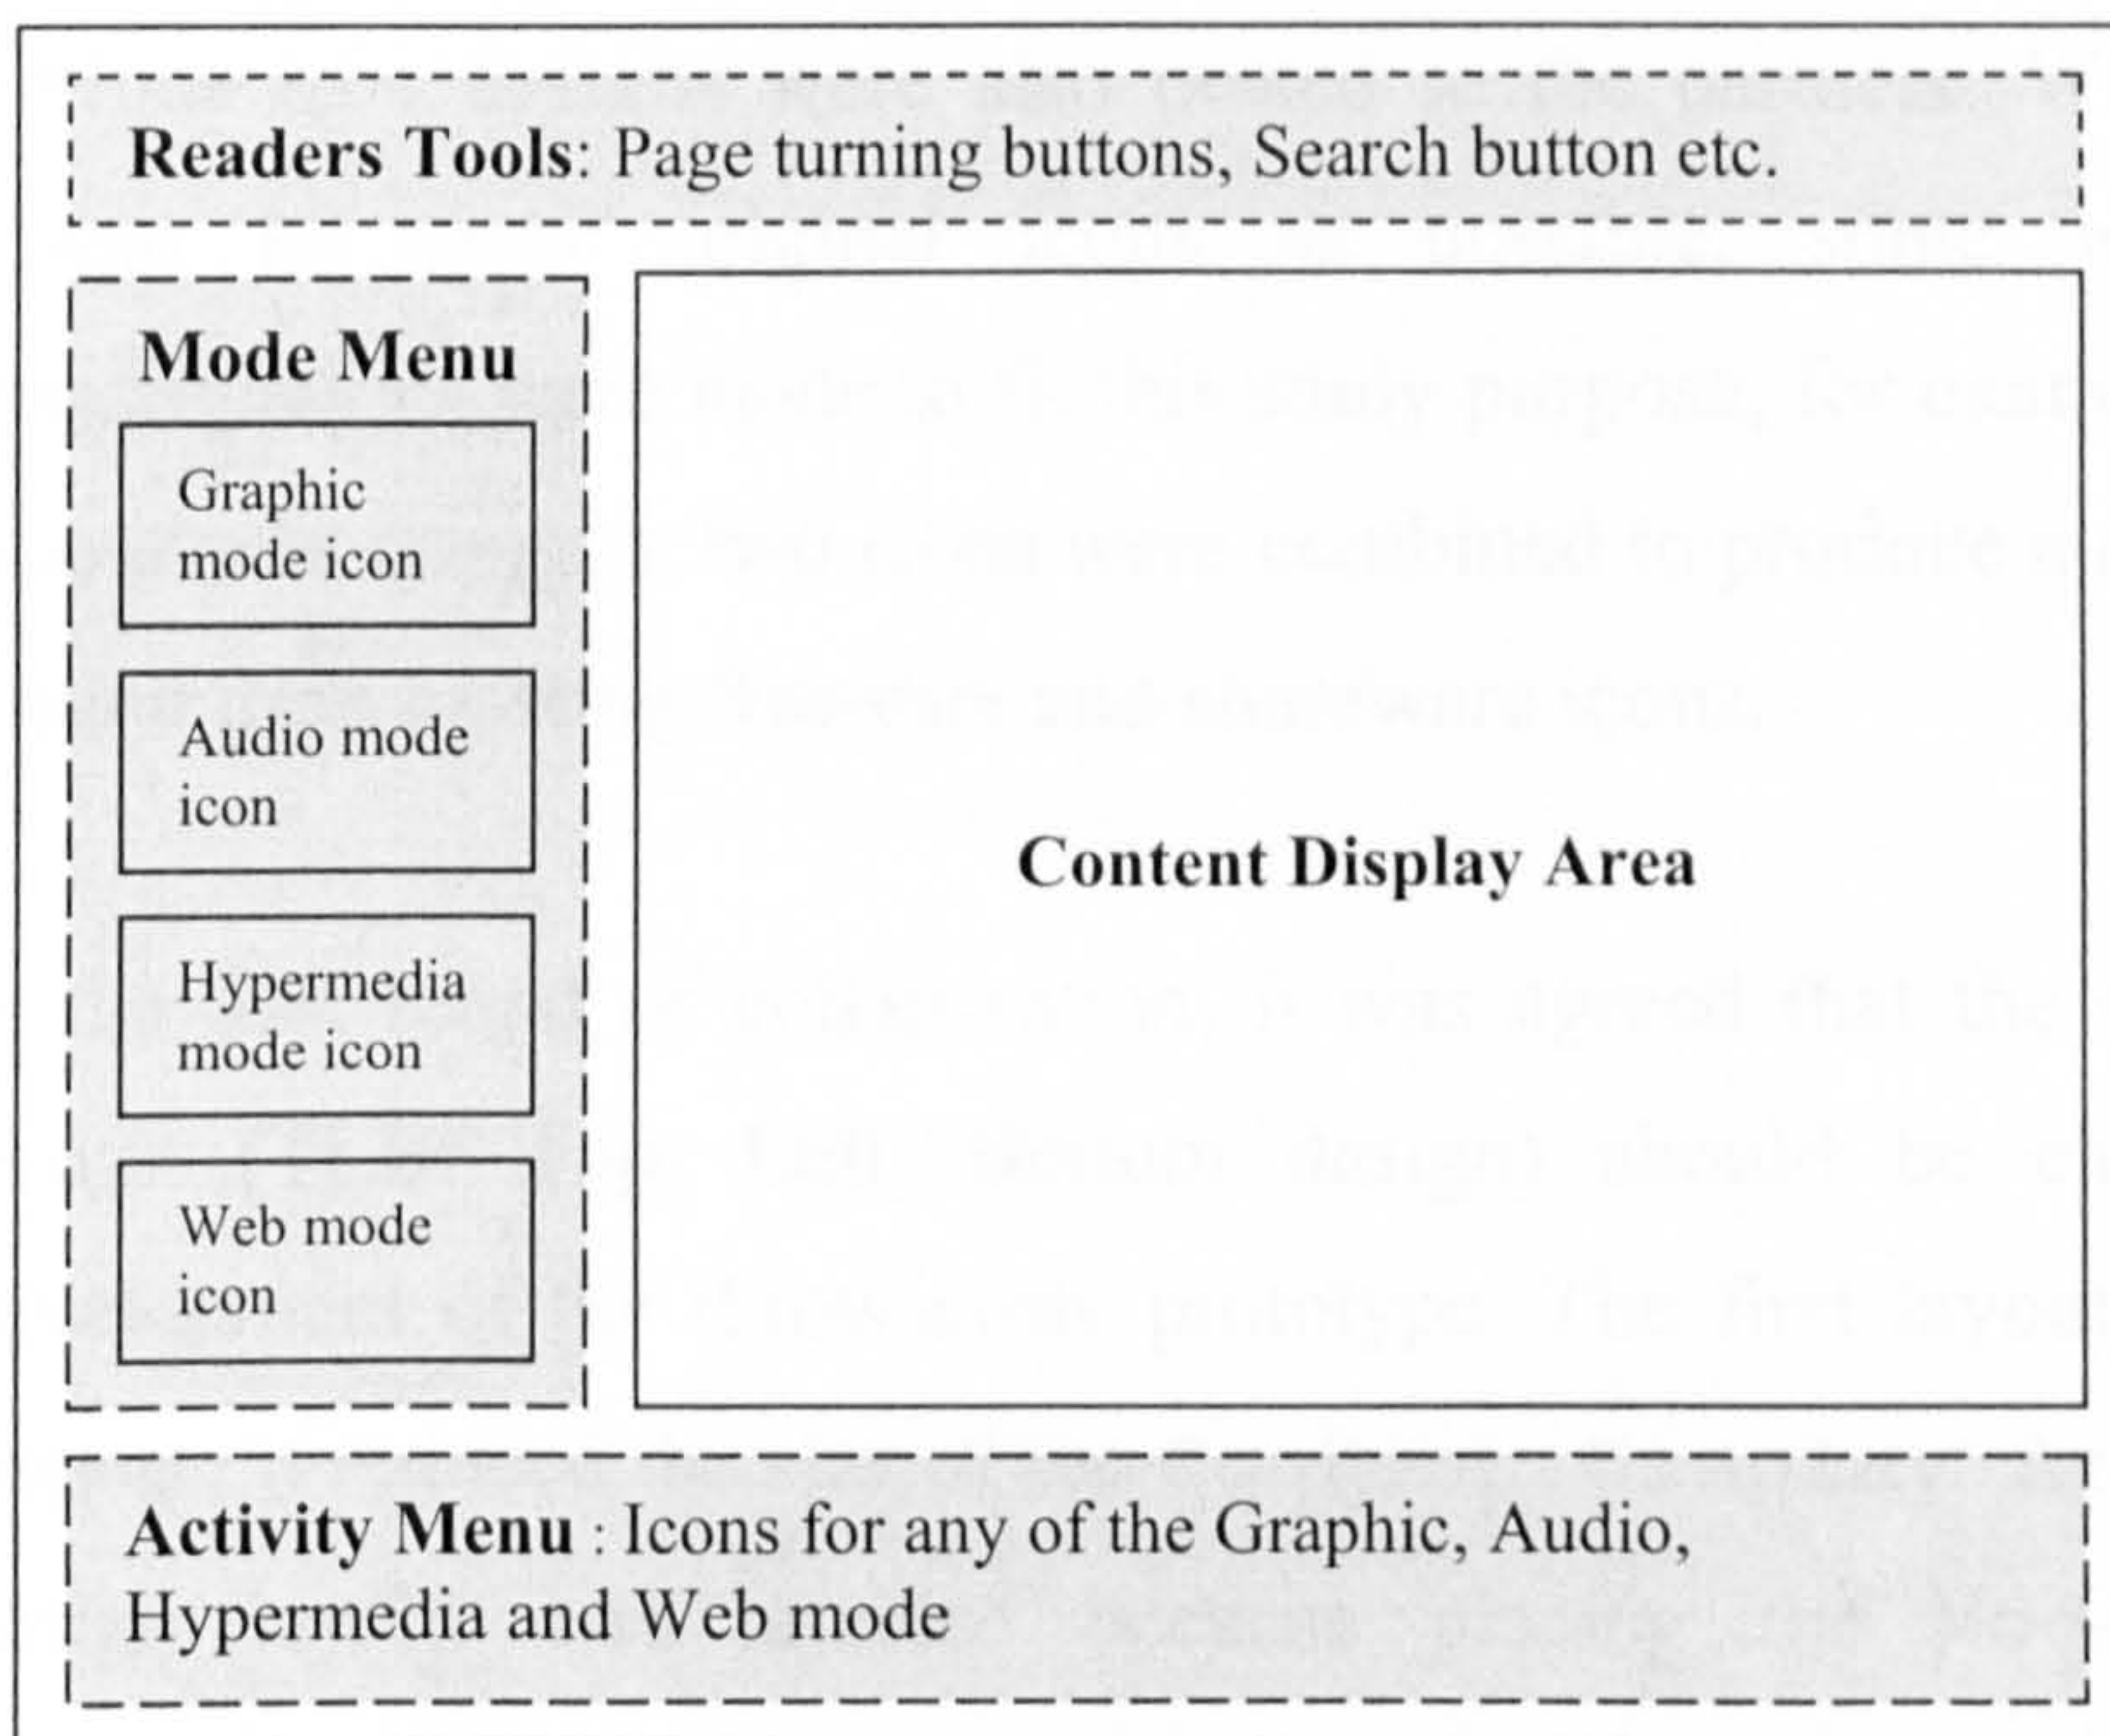 Readers Tools: Page turning buttons, Search button etc.
Mode Menu
Graphic
mode icon
Audio mode
icon
Hypermedia
mode icon
Web mode
icon
Content Display Area
Activity Menu : Icons for any of the Graphic, Audio,
Hypermedia and Web mode